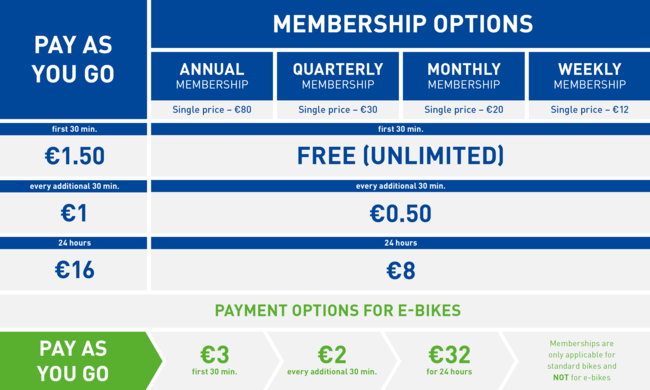 PAY AS
YOU GO
MEMBERSHIP OPTIONS
ANNUAL
MEMBERSHIP
QUARTERLY
MEMBERSHIP
MONTHLY
MEMBERSHIP
WEEKLY
MEMBERSHIP
Single price – €80
Single price – €30
Single price – €20
Single price – €12
first 30 min.
first 30 min.
€1.50
FREE (UNLIMITED)
every additional 30 min.
every additional 30 min.
€1
€0.50
24 hours
24 hours
€16
€8
PAYMENT OPTIONS FOR E-BIKES
PAY AS
YOU GO
€3
first 30 min.
€2
every additional 30 min.
€32
for 24 hours
Memberships are
only applicable for
standard bikes and
NOT for e-bikes